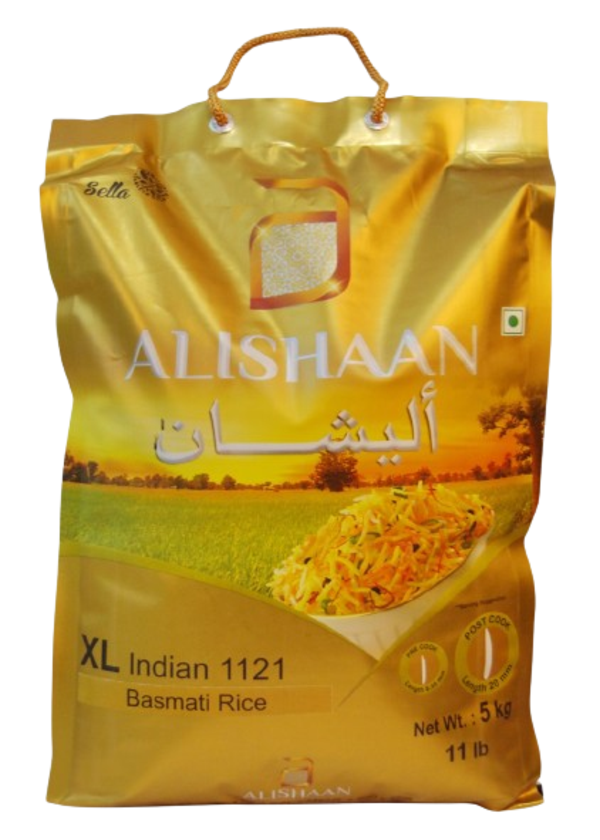 Sella
ALISHAAN
أليشان
XL Indian 1121
Basmati Rice
PRE COOK
POST COOK
Length 20 mm
Net Wt. : 5 kg
11 lb
ALISHAAN